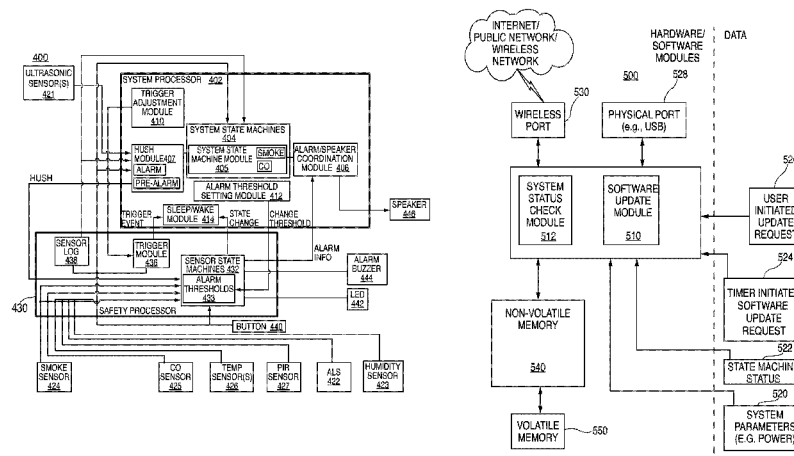 400
ULTRASONIC
SENSOR(S)
421
SYSTEM PROCESSOR 402
TRIGGER
ADJUSTMENT
MODULE
410
SYSTEM STATE MACHINES
404
SYSTEM STATE
MACHINE MODULE
405
SMOKE
CO
HUSH
MODULE 407
ALARM
PRE-ALARM
ALARM/SPEAKER
COORDINATION
MODULE 406
ALARM THRESHOLD
SETTING MODULE 412
HUSH
TRIGGER
EVENT
SLEEP/WAKE
MODULE 414
STATE
CHANGE
CHANGE
THRESHOLD
SPEAKER
446
SENSOR
LOG
438
TRIGGER
MODULE
436
SENSOR STATE
MACHINES 432
ALARM
THRESHOLDS
433
ALARM
INFO
ALARM
BUZZER
444
LED
442
430
SAFETY PROCESSOR
BUTTON 440
SMOKE
SENSOR
424
CO
SENSOR
425
TEMP
SENSOR(S)
426
PIR
SENSOR
427
ALS
422
HUMIDITY
SENSOR
423
INTERNET/
PUBLIC NETWORK/
WIRELESS
NETWORK
HARDWARE/
SOFTWARE
MODULES
DATA
500
528
530
WIRELESS
PORT
PHYSICAL PORT
(e.g., USB)
SYSTEM
STATUS
CHECK
MODULE
512
SOFTWARE
UPDATE
MODULE
510
USER
INITIATED
UPDATE
REQUEST
524
TIMER INITIATED
SOFTWARE
UPDATE
REQUEST
522
STATE MACHINE
STATUS
520
SYSTEM
PARAMETERS
(E.G. POWER)
NON-VOLATILE
MEMORY
540
VOLATILE
MEMORY
550